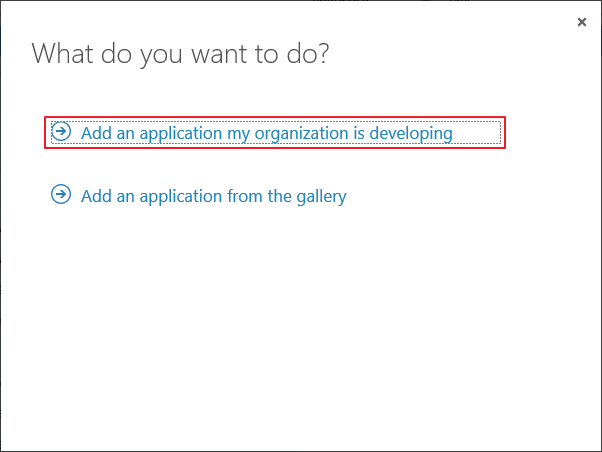 What do you want to do?
Add an application my organization is developing
Add an application from the gallery